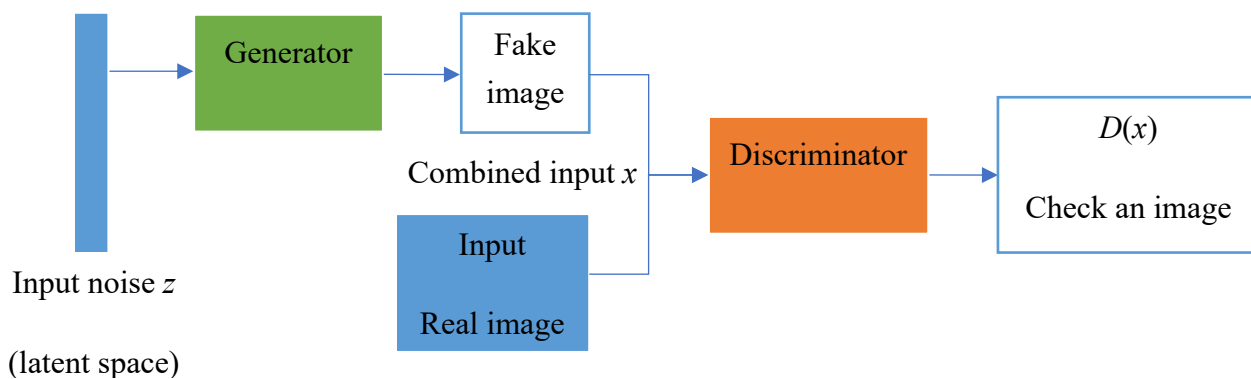 Generator
Fake
image
Input noise z
(latent space)
Combined input x
Input
Real image
Discriminator
D(x)
Check an image